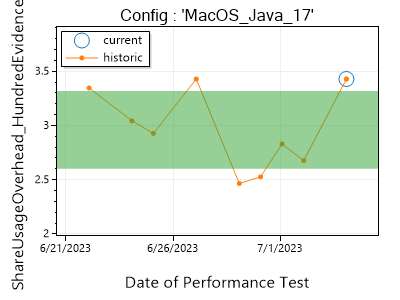 Config : 'MacOS_Java_17'
current
historic
ShareUsageOverhead_HundredEvidence
3.5
3
2.5
2
6/21/2023
6/26/2023
7/1/2023
Date of Performance Test